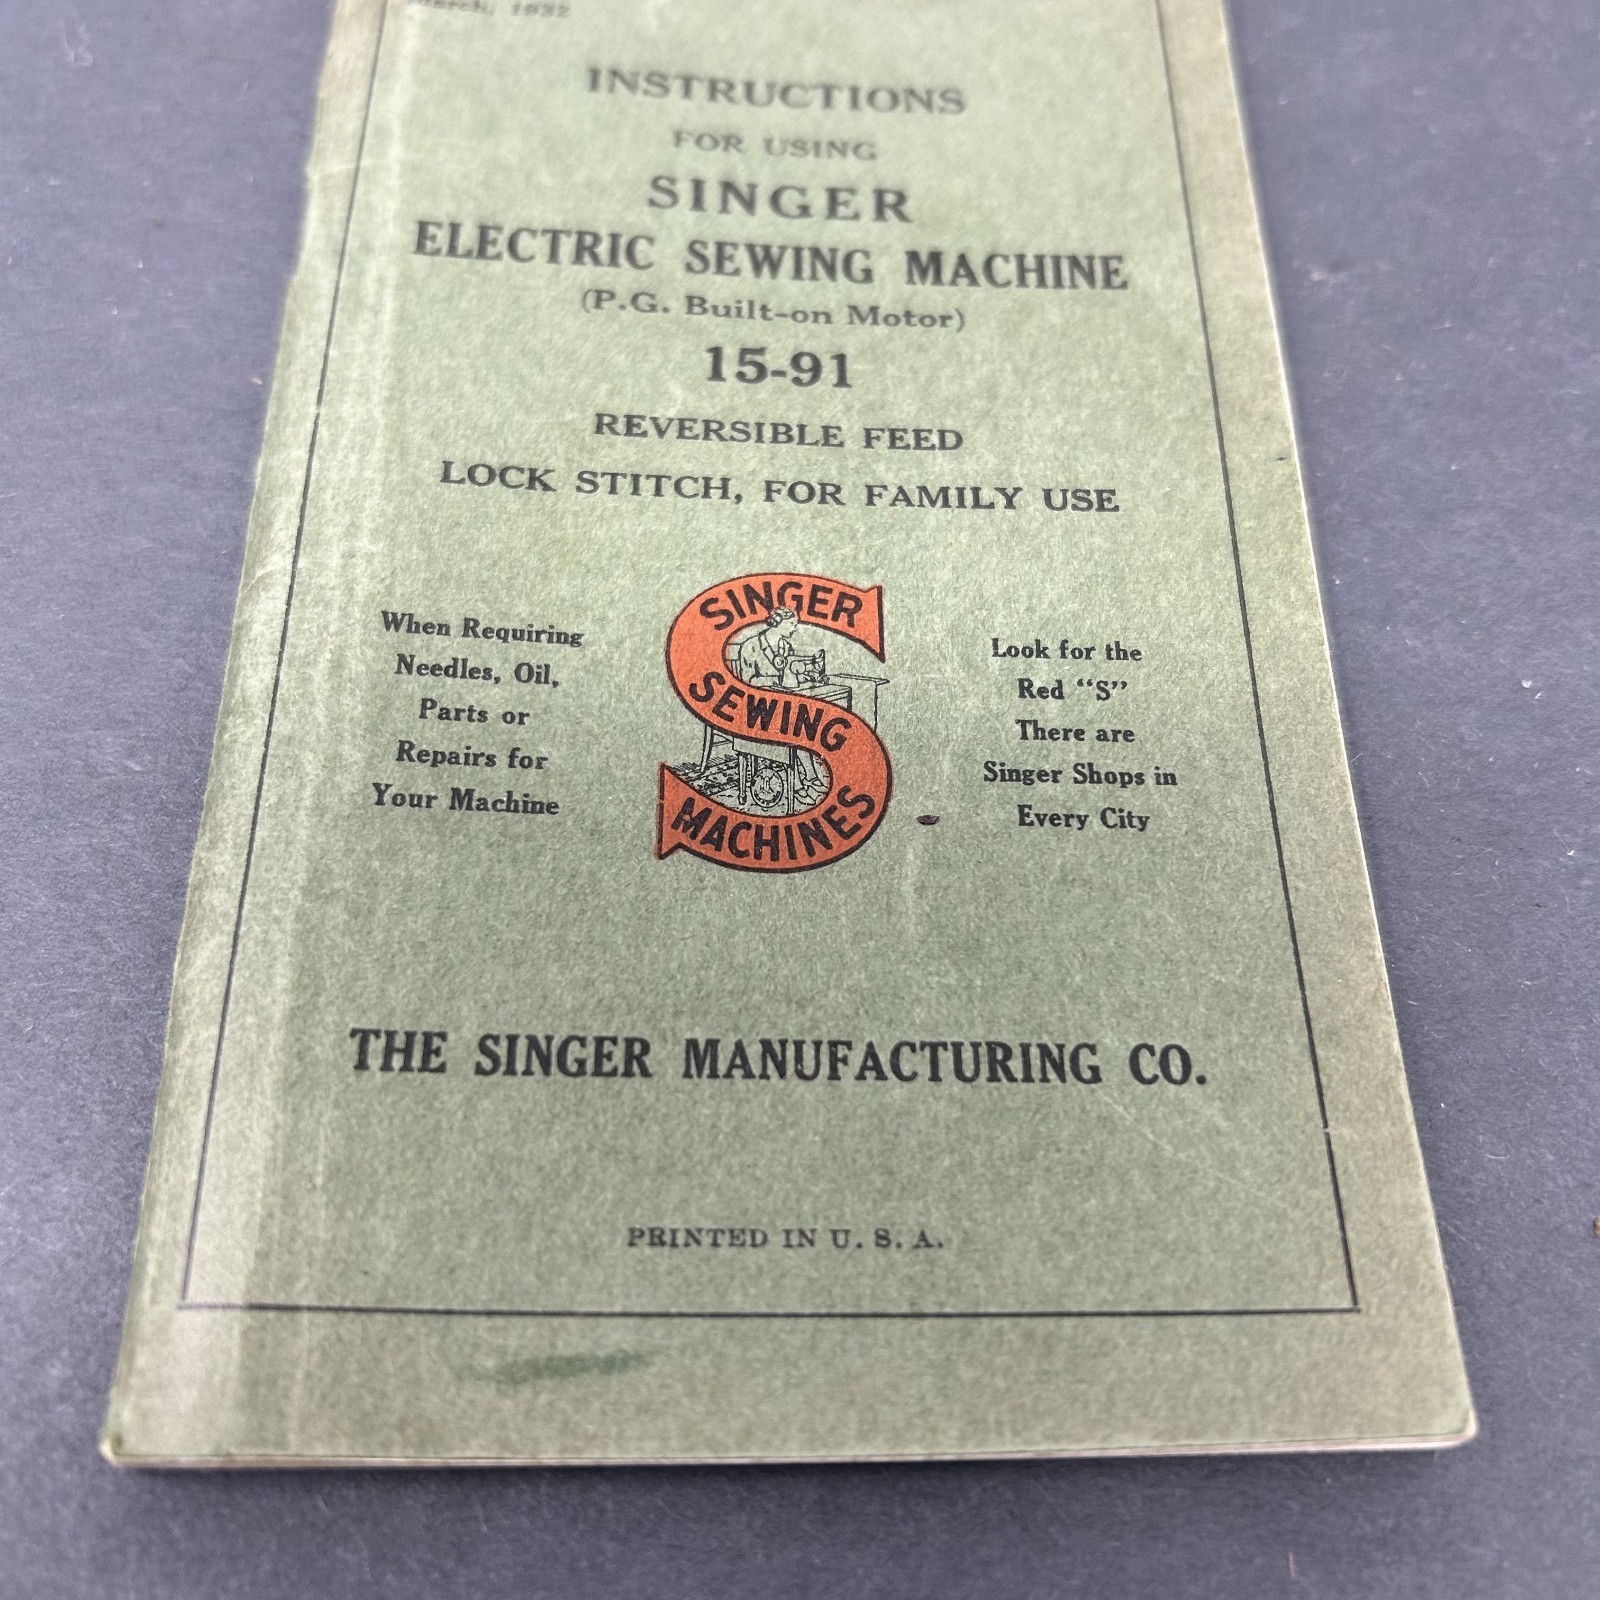 March, 1932
INSTRUCTIONS
FOR USING
SINGER
ELECTRIC SEWING MACHINE
(P.G. Built-on Motor)
15-91
REVERSIBLE FEED
LOCK STITCH, FOR FAMILY USE
When Requiring
Needles, Oil,
Parts or
Repairs for
Your Machine
SINGER
SEWING
MACHINES
Look for the
Red "S"
There are
Singer Shops in
Every City
THE SINGER MANUFACTURING CO.
PRINTED IN U. S. A.